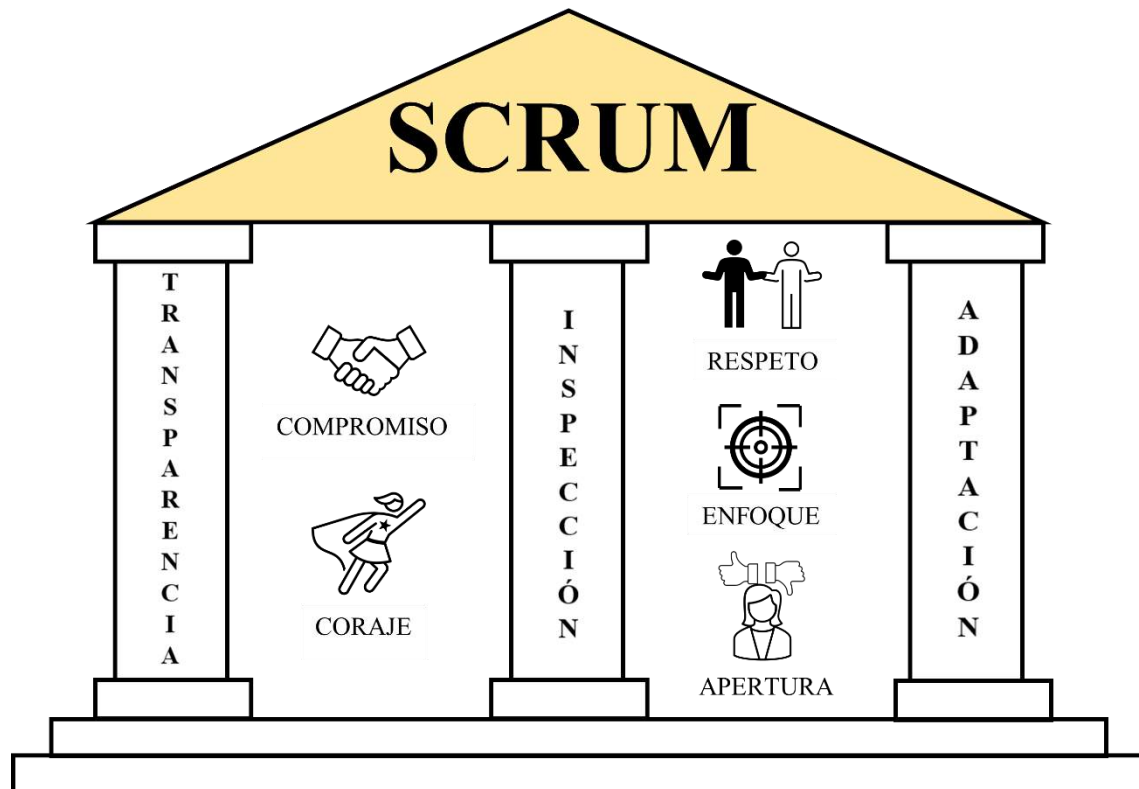 SCRUM
TRANSPARENCIA
COMPROMISO
CORAJE
INSPECCIÓN
RESPETO
ENFOQUE
APERTURA
ADAPTACIÓN